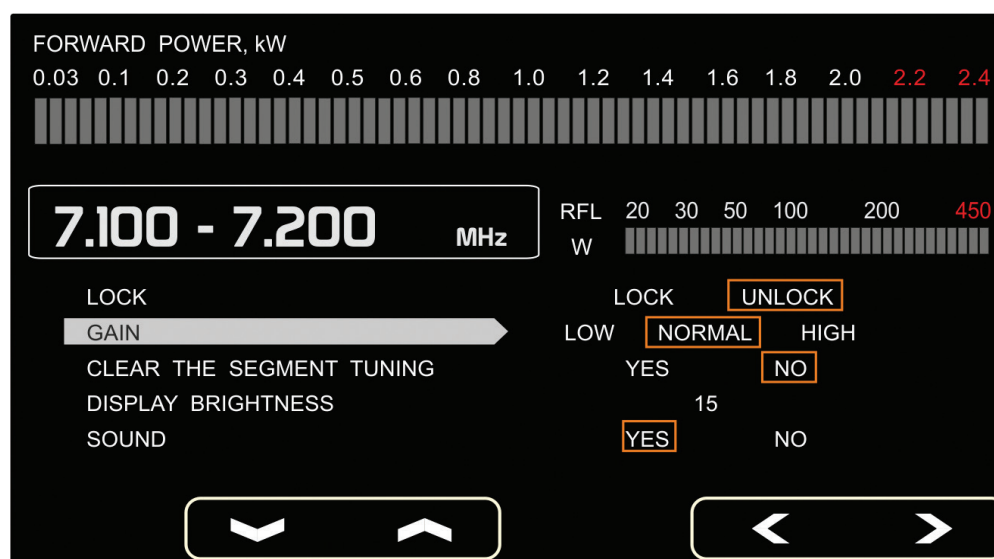 FORWARD POWER, kW
0.03 0.1 0.2 0.3 0.4 0.5 0.6 0.8 1.0 1.2 1.4 1.6 1.8 2.0 2.2 2.4
7.100 - 7.200 MHz
RFL 20 30 50 100 200 450
W
LOCK LOCK UNLOCK
GAIN LOW NORMAL HIGH
CLEAR THE SEGMENT TUNING YES NO
DISPLAY BRIGHTNESS 15
SOUND YES NO